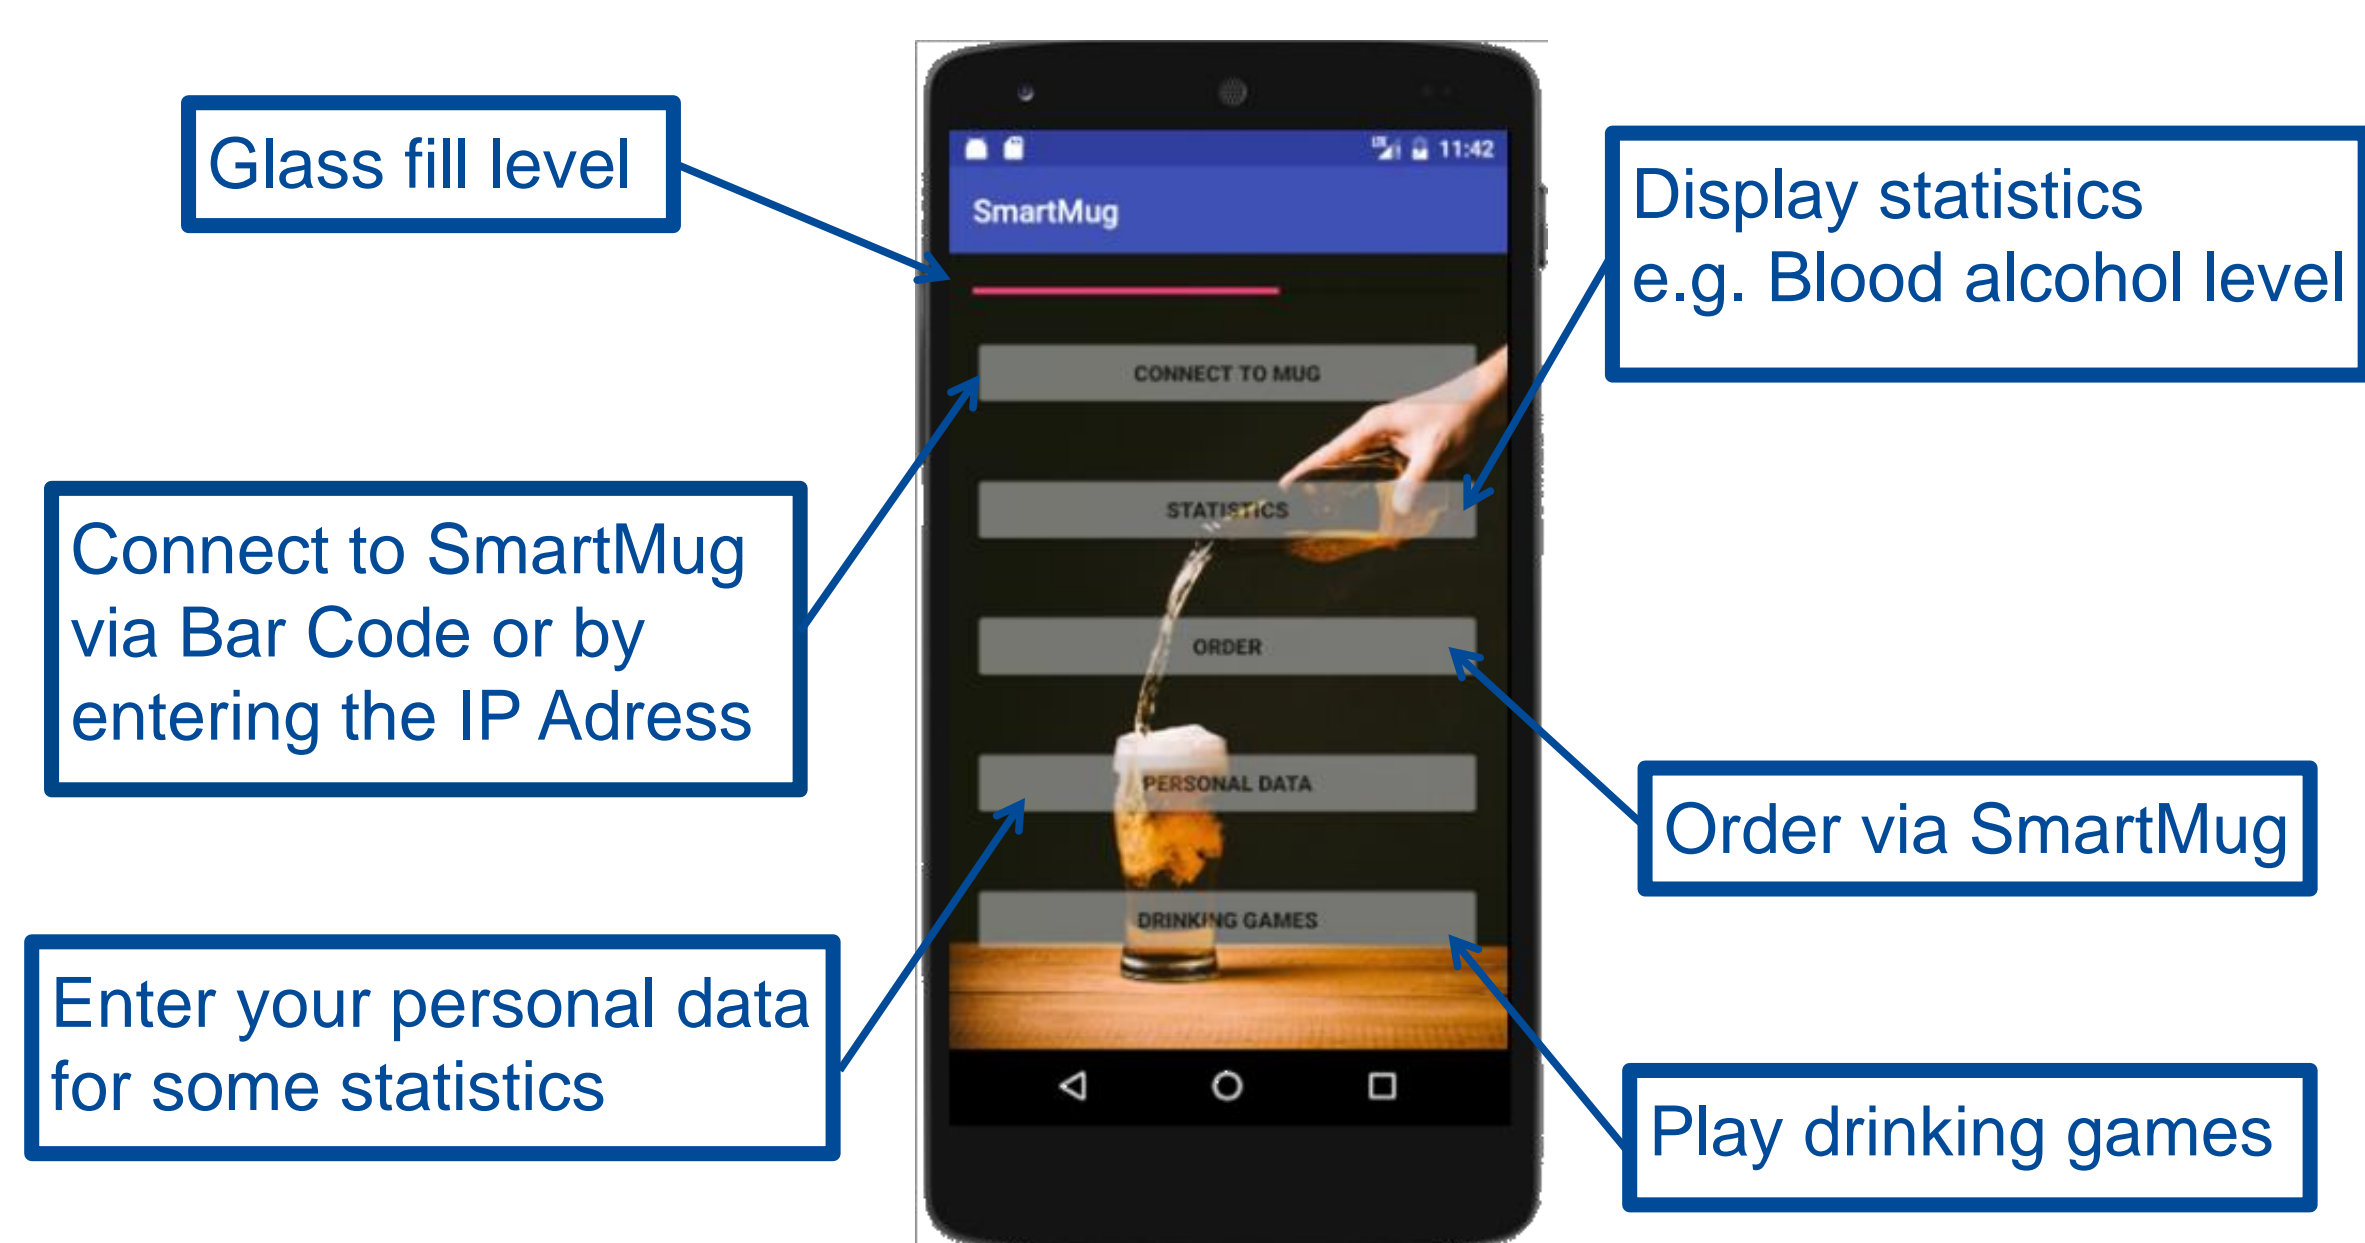 Glass fill level
Connect to SmartMug
via Bar Code or by
entering the IP Adress
Enter your personal data
for some statistics
11:42
SmartMug
CONNECT TO MUG
STATISTICS
ORDER
PERSONAL DATA
DRINKING GAMES
Display statistics
e.g. Blood alcohol level
Order via SmartMug
Play drinking games